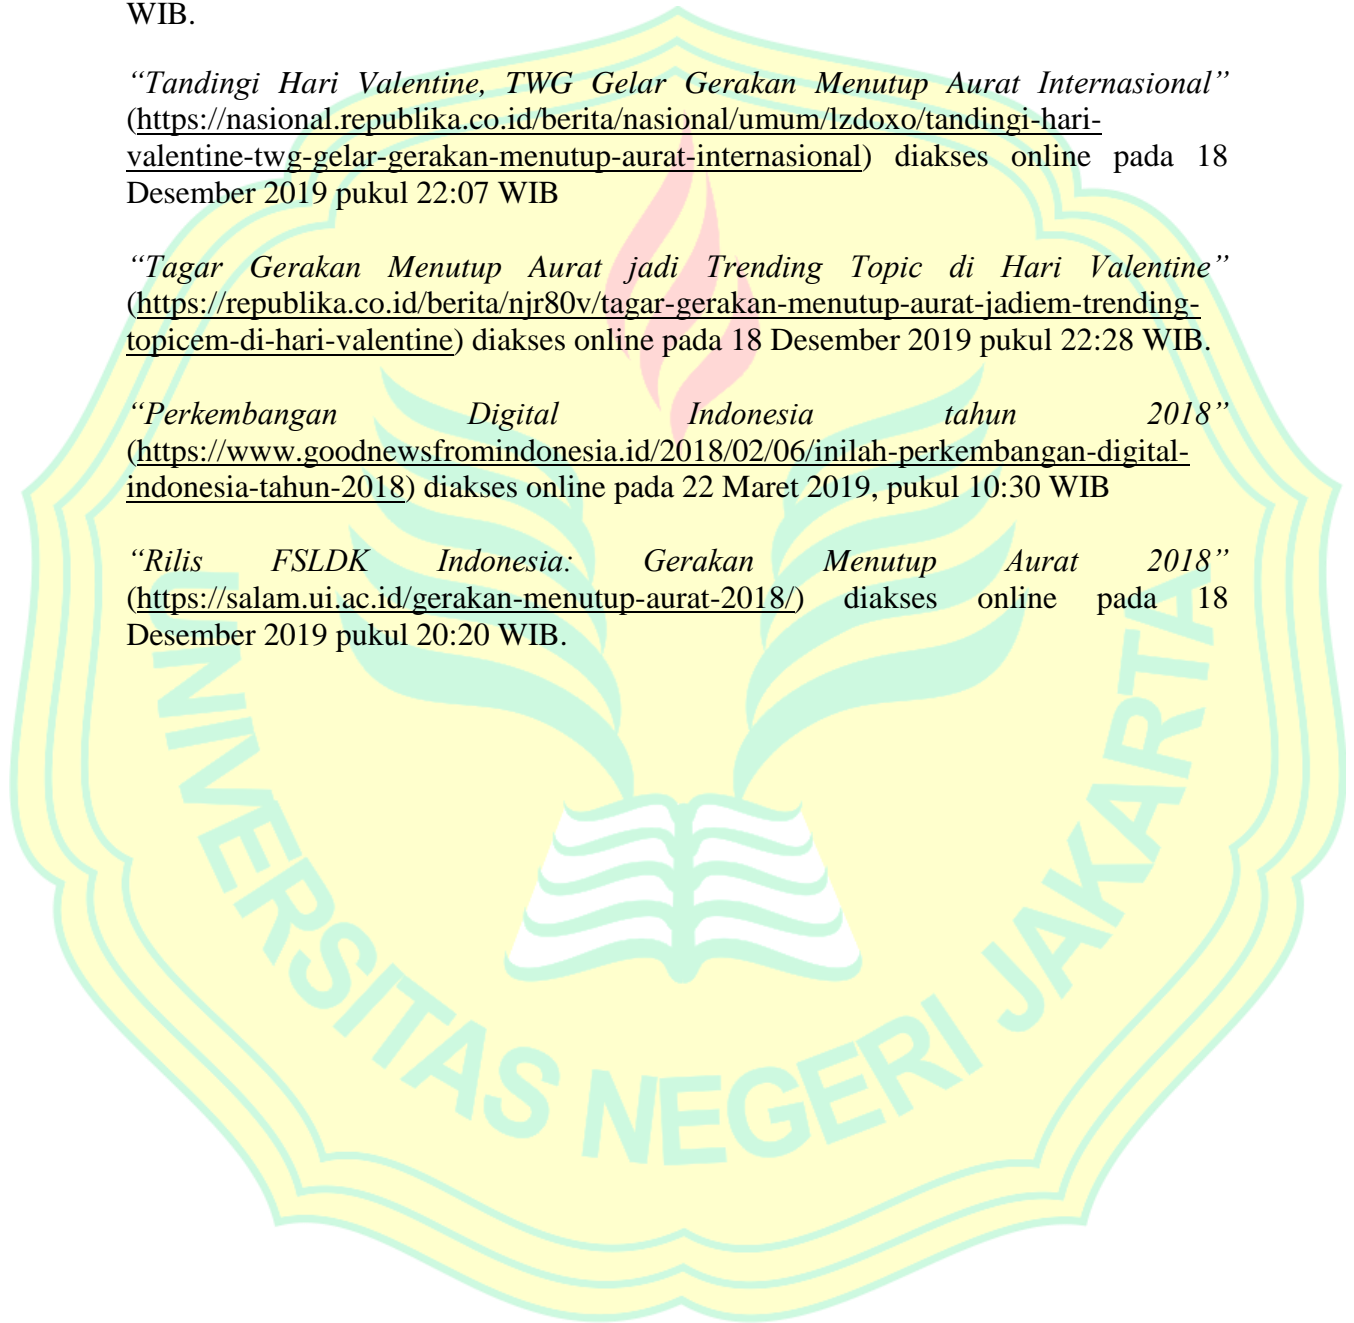 WIB.
“Tandingi Hari Valentine, TWG Gelar Gerakan Menutup Aurat Internasional”
(https://nasional.republika.co.id/berita/nasional/umum/lzdoxo/tandingi-hari-
valentine-twg-gelar-gerakan-menutup-aurat-internasional) diakses online pada 18
Desember 2019 pukul 22:07 WIB
“Tagar Gerakan Menutup Aurat jadi Trending Topic di Hari Valentine”
(https://republika.co.id/berita/njr80v/tagar-gerakan-menutup-aurat-jadiem-trending-
topicem-di-hari-valentine) diakses online pada 18 Desember 2019 pukul 22:28 WIB.
“Perkembangan Digital Indonesia tahun 2018”
(https://www.goodnewsfromindonesia.id/2018/02/06/inilah-perkembangan-digital-
indonesia-tahun-2018) diakses online pada 22 Maret 2019, pukul 10:30 WIB
“Rilis FSLDK Indonesia: Gerakan Menutup Aurat 2018”
(https://salam.ui.ac.id/gerakan-menutup-aurat-2018/) diakses online pada 18
Desember 2019 pukul 20:20 WIB.
UNIVERSITAS NEGERI JAKARTA